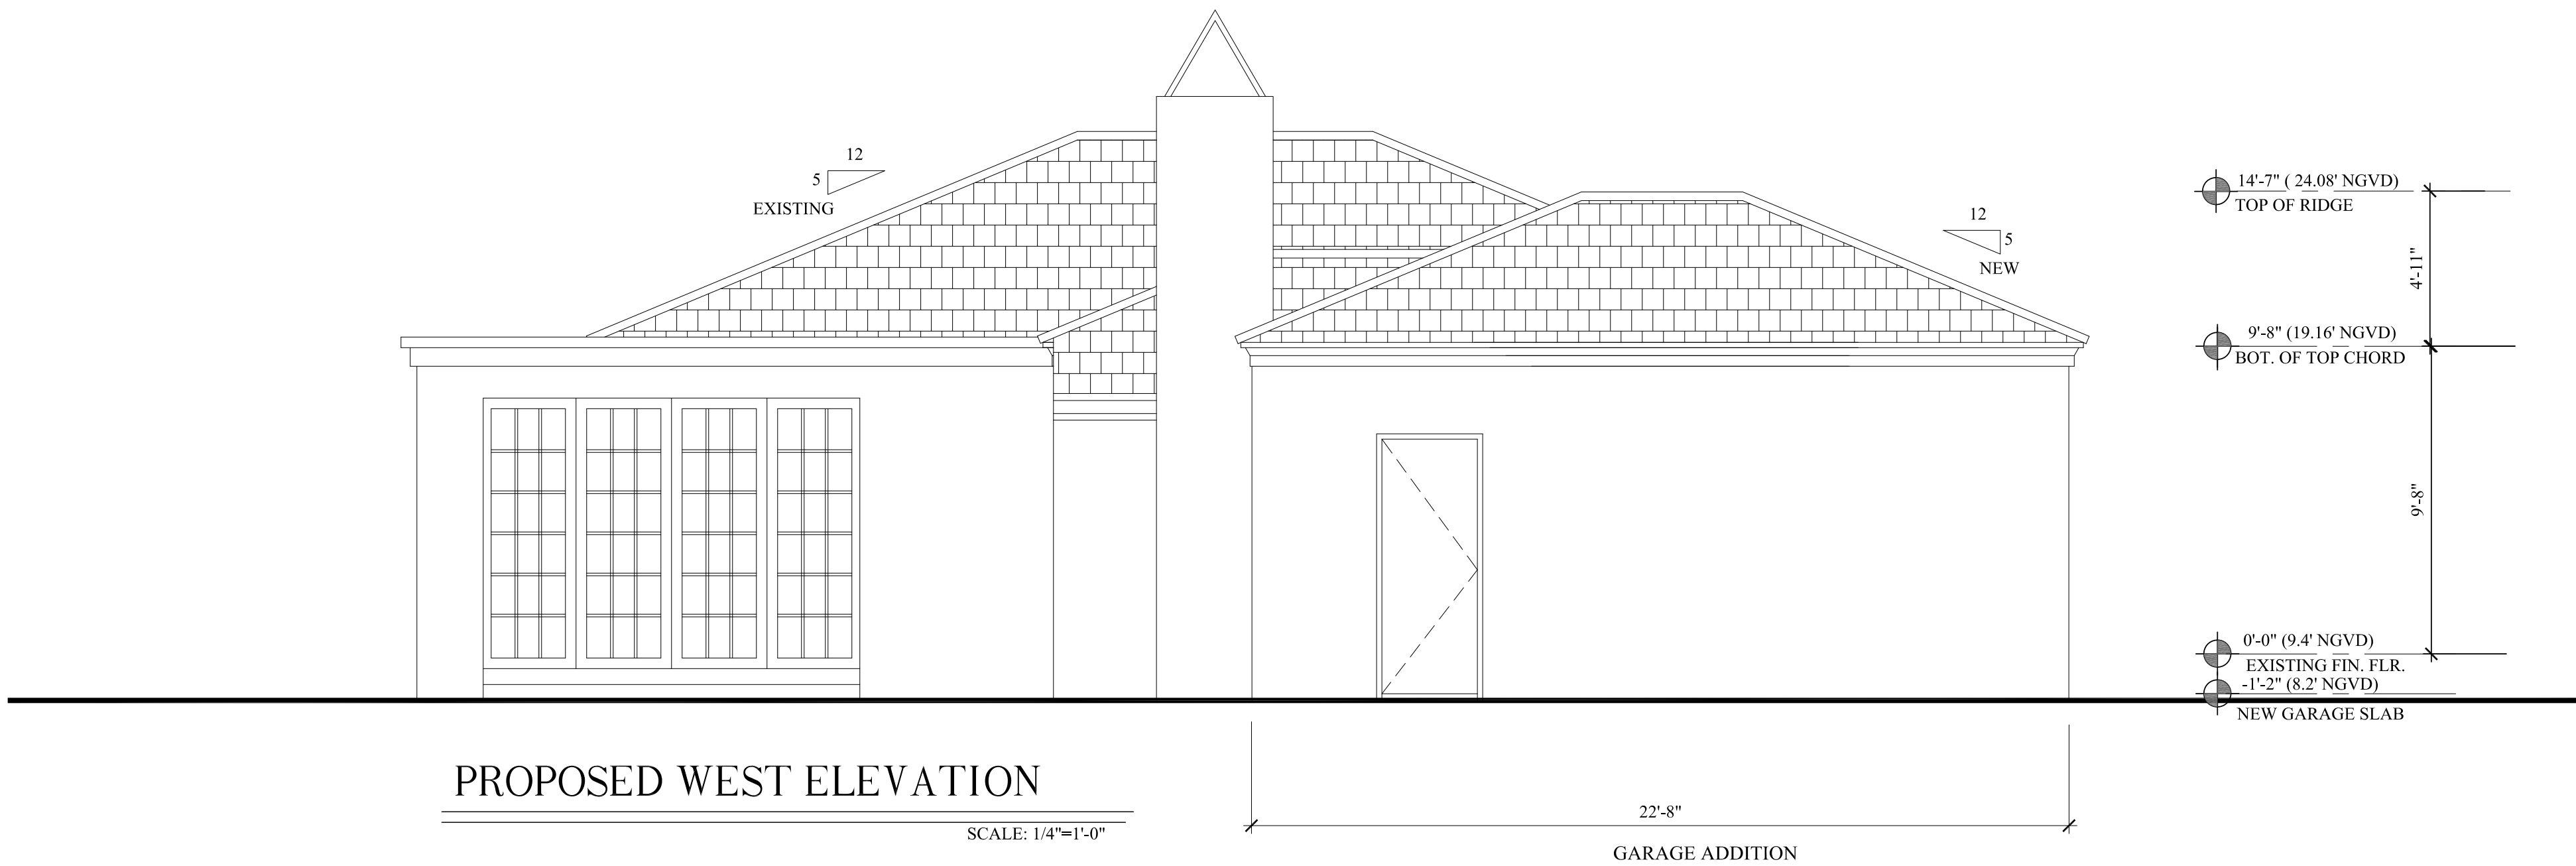 12
5
EXISTING
12
5
NEW
14'-7" ( 24.08' NGVD)
TOP OF RIDGE
4'-11"
9'-8" (19.16' NGVD)
BOT. OF TOP CHORD
9'-8"
0'-0" (9.4' NGVD)
EXISTING FIN. FLR.
-1'-2" (8.2' NGVD)
NEW GARAGE SLAB
PROPOSED WEST ELEVATION
SCALE: 1/4"=1'-0"
22'-8"
GARAGE ADDITION